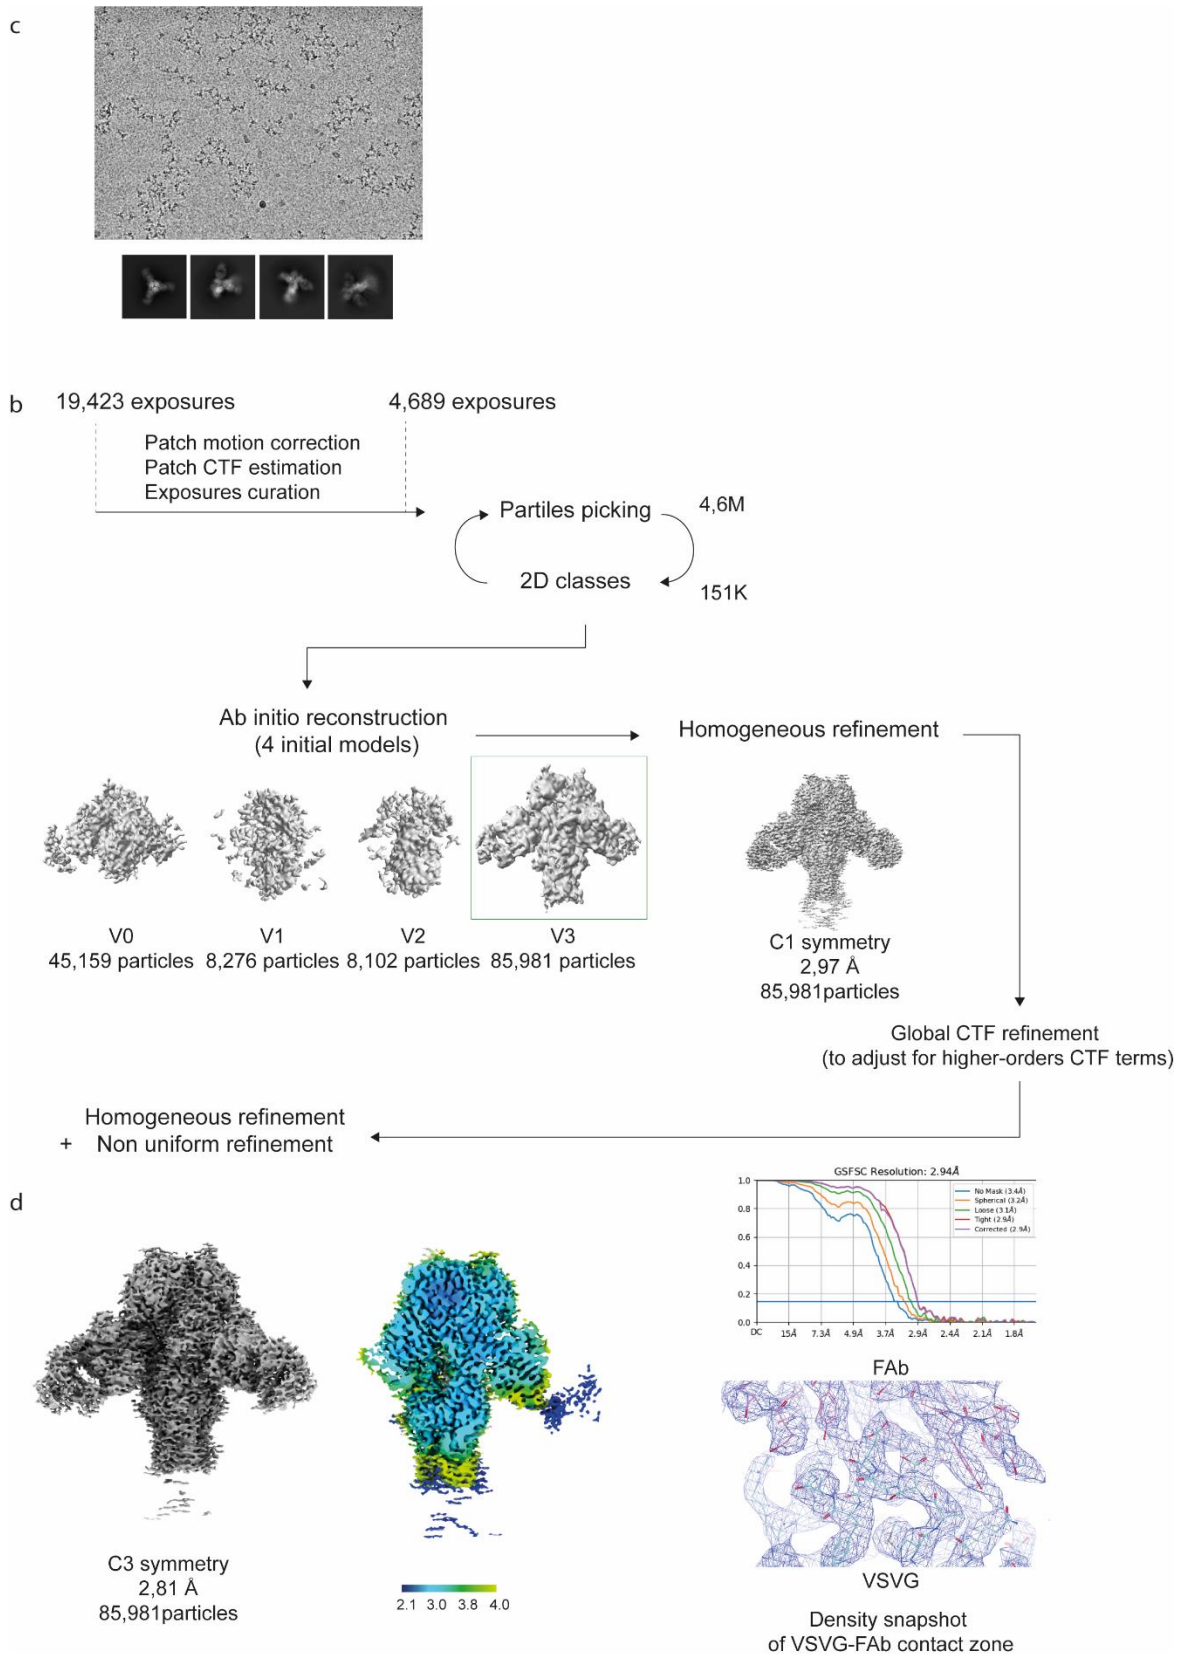 c
b
19,423 exposures
4,689 exposures
Patch motion correction
Patch CTF estimation
Exposures curation
Partiles picking
4,6M
2D classes
151K
Ab initio reconstruction
(4 initial models)
Homogeneous refinement
V0
45,159 particles
V1
8,276 particles
V2
8,102 particles
V3
85,981 particles
C1 symmetry
2,97 Å
85,981particles
Global CTF refinement
(to adjust for higher-orders CTF terms)
Homogeneous refinement
+ Non uniform refinement
d
GSFSC Resolution: 2.94Å
No Mask (3.4Å)
Spherical (3.2Å)
Loose (3.1Å)
Tight (2.9Å)
Corrected (2.9Å)
1.0
0.8
0.6
0.4
0.2
0.0
DC 15Å 7.3Å 4.9Å 3.7Å 2.9Å 2.4Å 2.1Å 1.8Å
FAb
VSVG
Density snapshot
of VSVG-FAb contact zone
C3 symmetry
2,81 Å
85,981particles
2.1 3.0 3.8 4.0